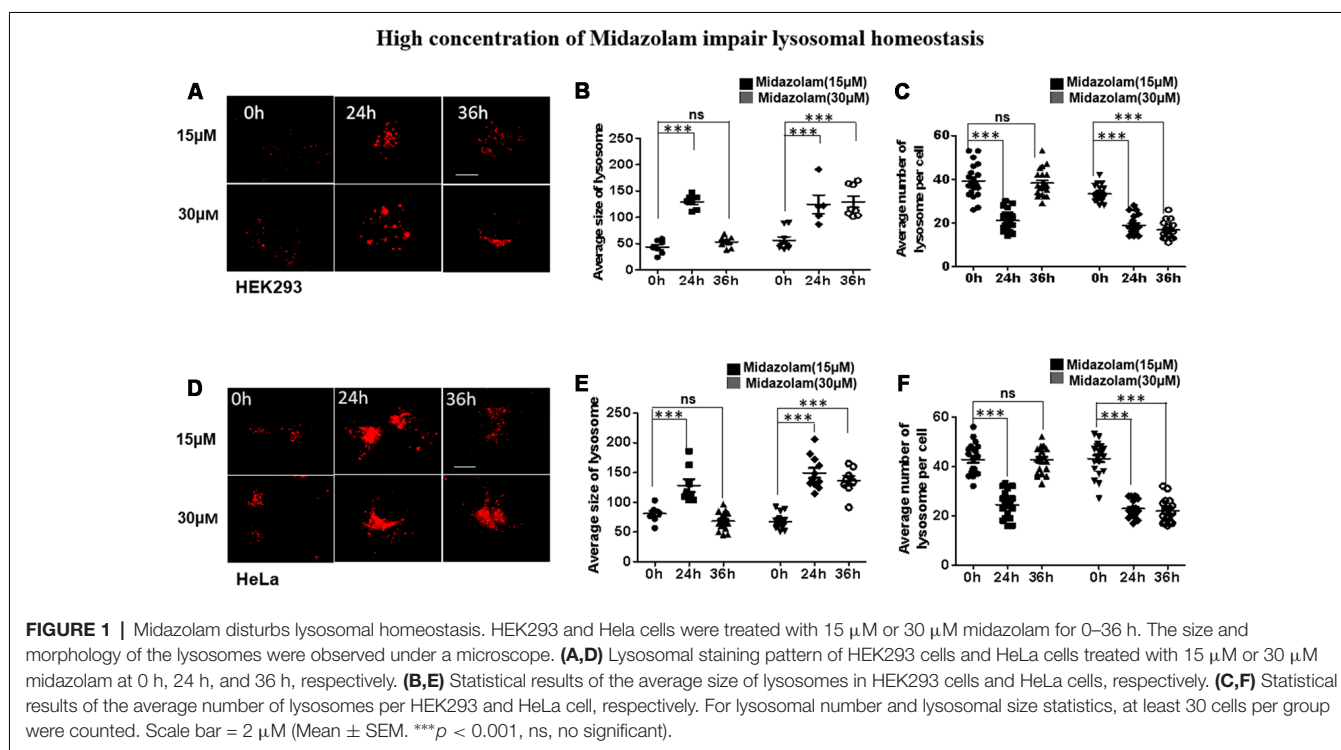 High concentration of Midazolam impair lysosomal homeostasis
A
0h
24h
36h
15μM
30μM
HEK293
B
Midazolam(15μM)
Midazolam(30μM)
ns
***
***
***
Average size of lysosome
250
200
150
100
50
0
0h 24h 36h 0h 24h 36h
C
Midazolam(15μM)
Midazolam(30μM)
ns
***
***
***
Average number of
lysosome per cell
60
40
20
0
0h 24h 36h 0h 24h 36h
D
0h
24h
36h
15μM
30μM
HeLa
E
Midazolam(15μM)
Midazolam(30μM)
ns
***
***
***
Average size of lysosome
250
200
150
100
50
0
0h 24h 36h 0h 24h 36h
F
Midazolam(15μM)
Midazolam(30μM)
ns
***
***
***
Average number of
lysosome per cell
60
40
20
0
0h 24h 36h 0h 24h 36h
FIGURE 1 | Midazolam disturbs lysosomal homeostasis. HEK293 and Hela cells were treated with 15 μM or 30 μM midazolam for 0–36 h. The size and
morphology of the lysosomes were observed under a microscope. (A,D) Lysosomal staining pattern of HEK293 cells and HeLa cells treated with 15 μM or 30 μM
midazolam at 0 h, 24 h, and 36 h, respectively. (B,E) Statistical results of the average size of lysosomes in HEK293 cells and HeLa cells, respectively. (C,F) Statistical
results of the average number of lysosomes per HEK293 and HeLa cell, respectively. For lysosomal number and lysosomal size statistics, at least 30 cells per group
were counted. Scale bar = 2 μM (Mean ± SEM. ***p < 0.001, ns, no significant).